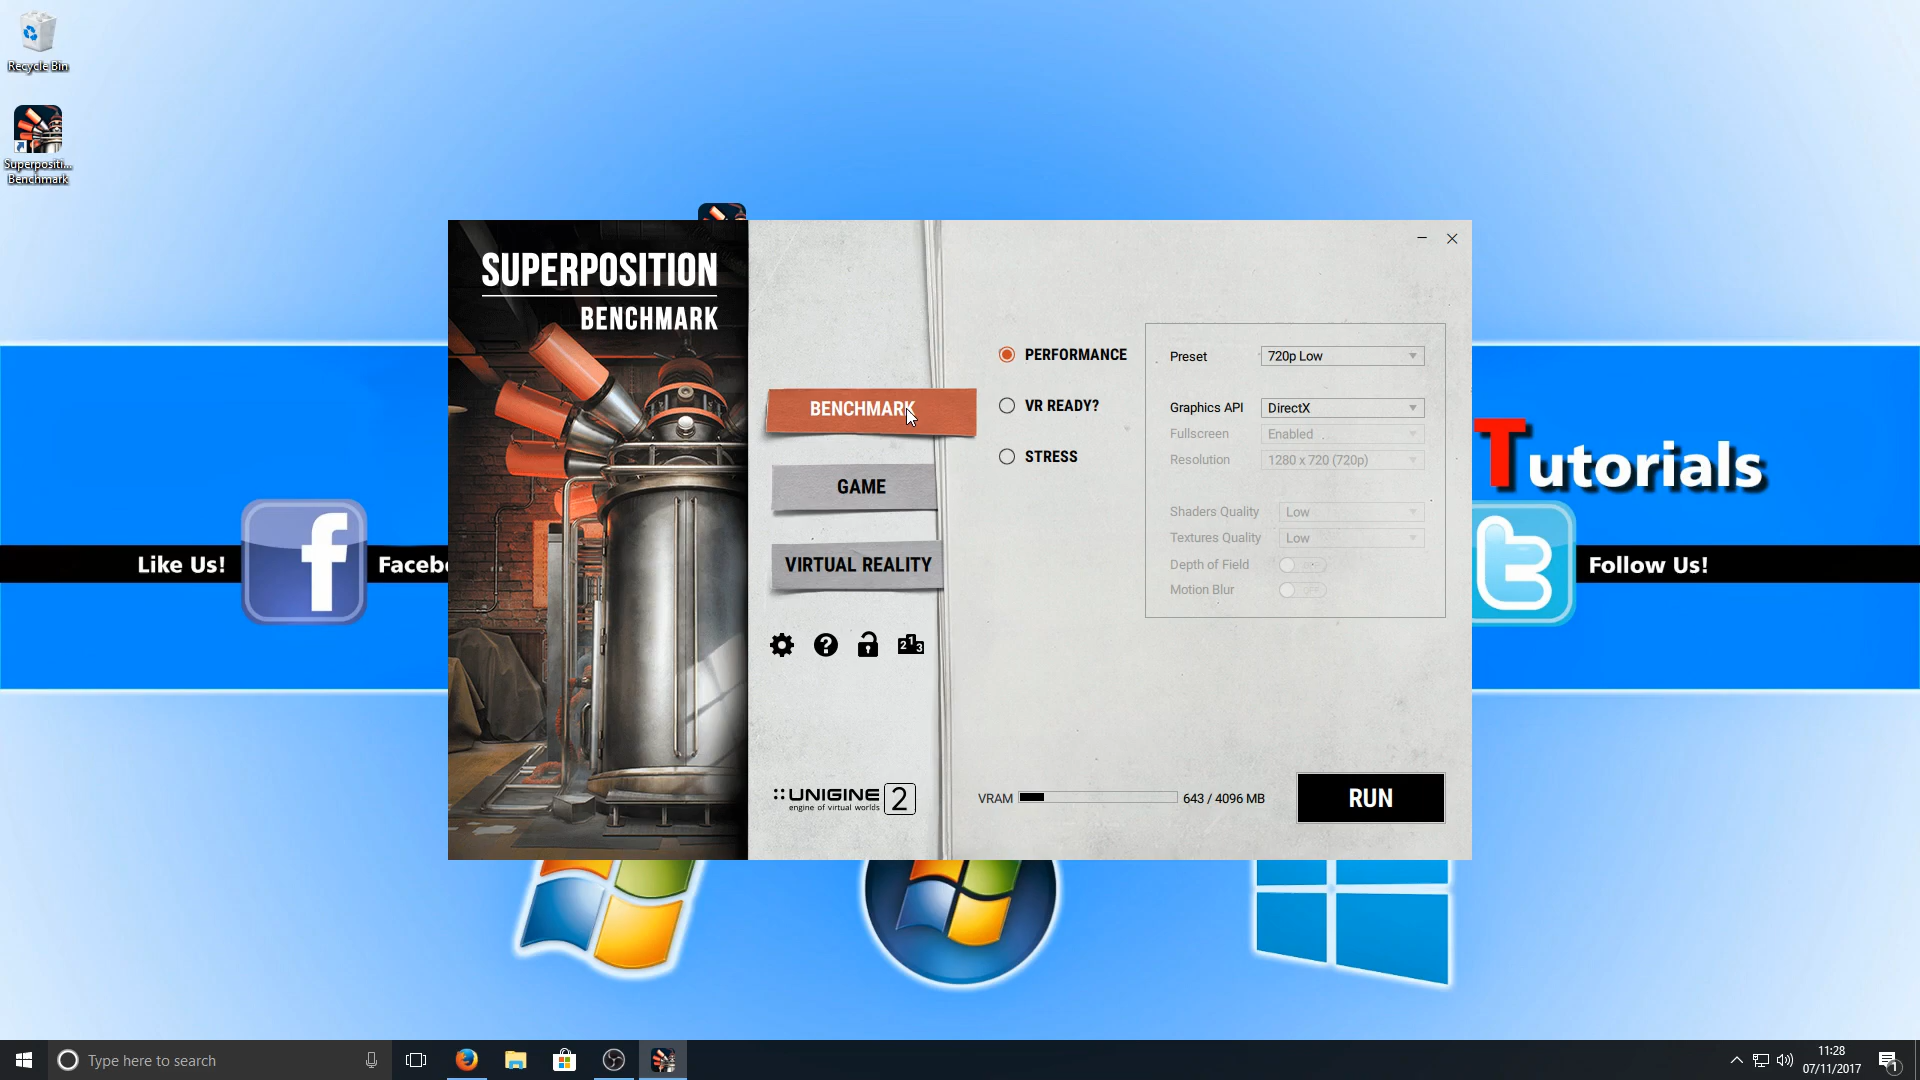 Recycle Bin
Superpositi...
Benchmark
SUPERPOSITION
BENCHMARK
BENCHMARK
GAME
VIRTUAL REALITY
UNIGINE 2
engine of virtual worlds
PERFORMANCE
VR READY?
STRESS
Preset 720p Low
Graphics API DirectX
Fullscreen Enabled
Resolution 1280 x 720 (720p)
Shaders Quality Low
Textures Quality Low
Depth of Field
Motion Blur
VRAM 643 / 4096 MB
RUN
Tutorials
Like Us!
f
Facebo
t
Follow Us!
Type here to search
11:28
07/11/2017
1